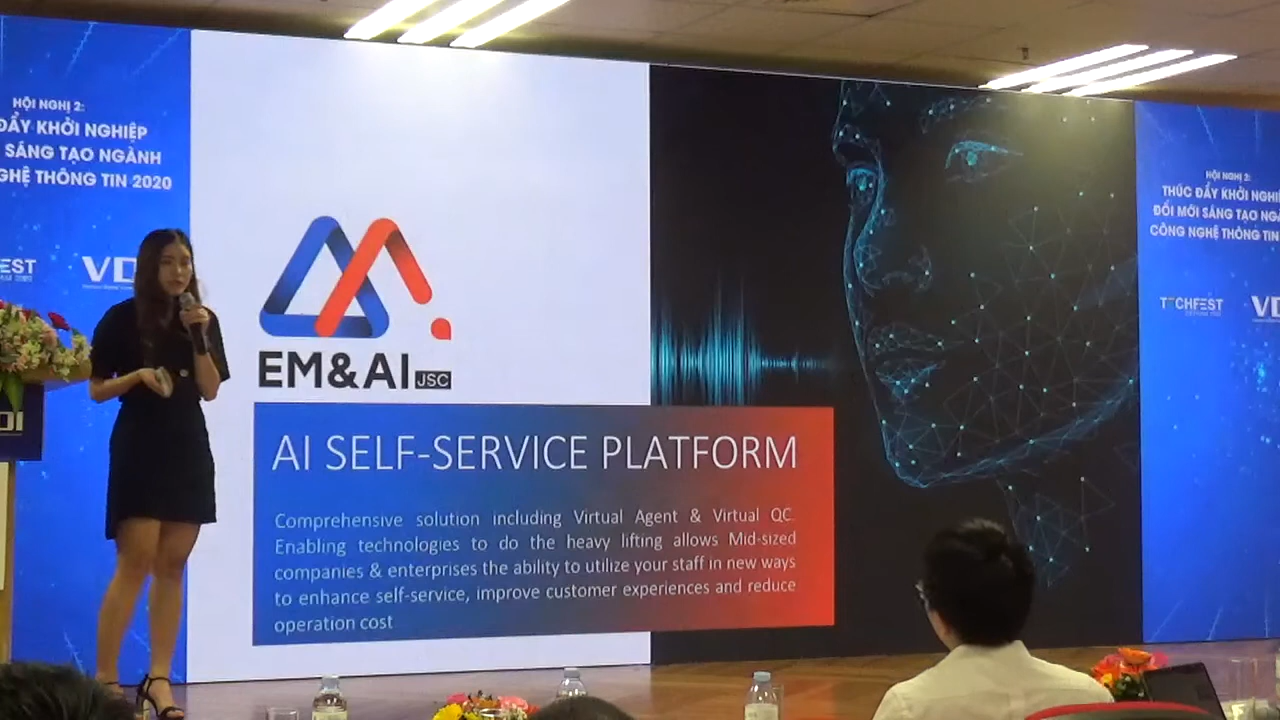 HỘI NGHỊ 2:
ĐẨY KHỞI NGHIỆP
SÁNG TẠO NGÀNH
NGHỆ THÔNG TIN 2020
EST
VD
EM&AI JSC
AI SELF-SERVICE PLATFORM
Comprehensive solution including Virtual Agent & Virtual QC.
Enabling technologies to do the heavy lifting allows Mid-sized
companies & enterprises the ability to utilize your staff in new ways
to enhance self-service, improve customer experiences and reduce
operation cost
HỘI NGHỊ 2:
THÚC ĐẨY KHỞI NGHI
ĐỔI MỚI SÁNG TẠO NG
CÔNG NGHỆ THÔNG TIN
TECHFEST
VD